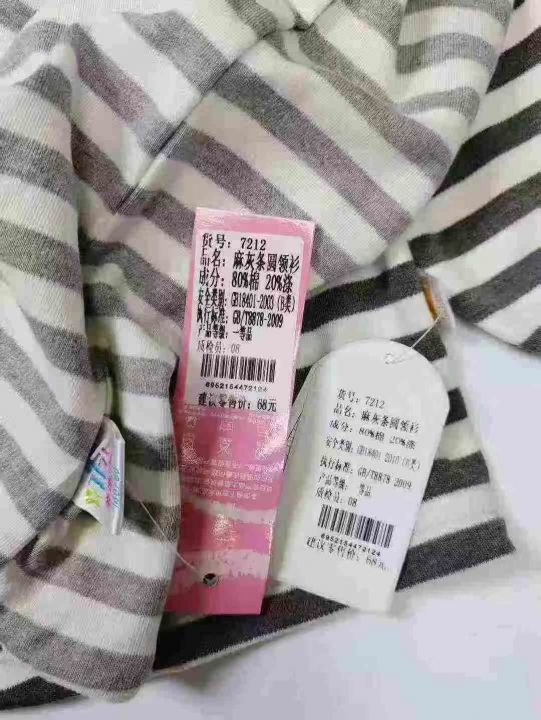 货号: 7212
品名: 麻灰条圆领衫
成分: 80%棉 20%涤
安全类别: GB18401-2003(B类)
执行标准: GB/T8878-2009
产品等级: 一等品
质检员: 08
6952154472124
建议零售价: 68元
货号: 7212
品名: 麻灰条圆领衫
成分: 80%棉 20%涤
安全类别: GB18401 2010(B类)
执行标准: GB/T8878 2009
产品等级: 一等品
质检员: 08
6952154472124
建议零售价: 68元